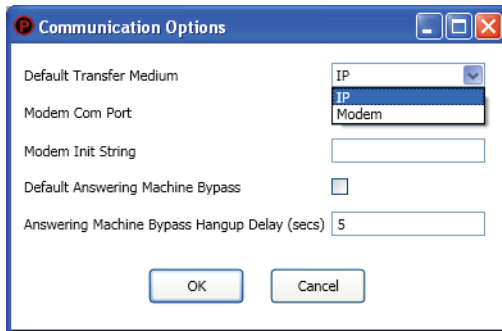 P Communication Options
Default Transfer Medium IP
IP
Modem Com Port Modem
Modem Init String
Default Answering Machine Bypass
Answering Machine Bypass Hangup Delay (secs) 5
OK Cancel